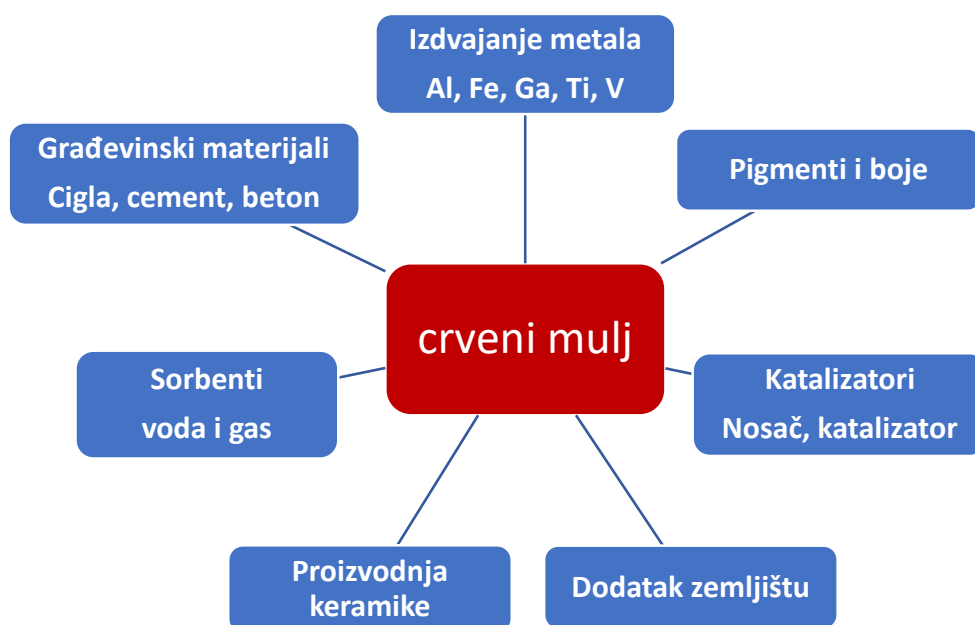 Izdvajanje metala
Al, Fe, Ga, Ti, V
Građevinski materijali
Cigla, cement, beton
Pigmenti i boje
crveni mulj
Sorbenti
voda i gas
Katalizatori
Nosač, katalizator
Proizvodnja
keramike
Dodatak zemljištu